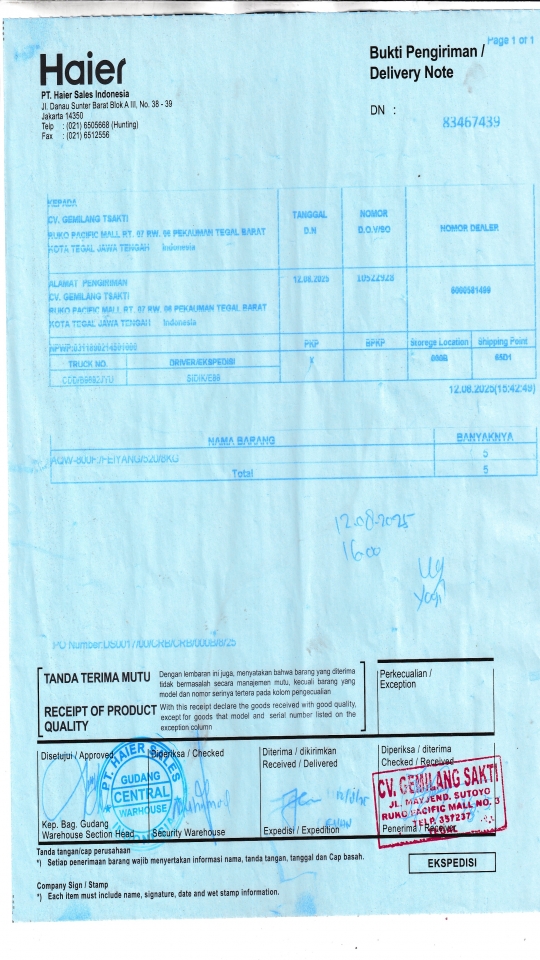 Page 1 of 1
Haier
Bukti Pengiriman /
Delivery Note
PT. Haier Sales Indonesia
Jl. Danau Sunter Barat Blok A III, No. 38 - 39
Jakarta 14350
Telp : (021) 6505668 (Hunting)
Fax : (021) 6512556
DN :
83467439
KEPADA
CV. GEMILANG TSAKTI
RUKO PACIFIC MALL RT. 07 RW. 06 PEKAUMAN TEGAL BARAT
KOTA TEGAL JAWA TENGAH Indonesia
TANGGAL
D.N
NOMOR
D.O.V/SO
NOMOR DEALER
ALAMAT PENGIRIMAN
CV. GEMILANG TSAKTI
RUKO PACIFIC MALL RT. 07 RW. 06 PEKAUMAN TEGAL BARAT
KOTA TEGAL JAWA TENGAH Indonesia
12.08.2025
10522928
PKP
BPKP
Storege Location
Shipping Point
TRUCK NO.
DRIVER/EKSPEDISI
X
000B
65D1
12.08.2025(15:42:49)
NAMA BARANG
BANYAKNYA
5
Total
5
12.08.2025
16.00
Yogi
TANDA TERIMA MUTU
Dengan lembaran ini juga, menyatakan bahwa barang yang diterima
tidak bermasalah secara manajemen mutu, kecuali barang yang
model dan nomor serinya tertera pada kolom pengecualian
RECEIPT OF PRODUCT
QUALITY
With this receipt declare the goods received with good quality,
except for goods that model and serial number listed on the
exception column
Perkecualian /
Exception
Disetujui / Approved
Diperiksa / Checked
Diterima / dikirimkan
Received / Delivered
Diperiksa / diterima
Checked / Received
PT. HAIER SALES
GUDANG
CENTRAL
WARHOUSE
CV. GEMILANG SAKTI
JL. MAYJEND. SUTOYO
RUKO PACIFIC MALL NO. 3
TELP. 357237
TEGAL
Kep. Bag. Gudang
Warehouse Section Head
Security Warehouse
Expedisi / Expedition
Penerima / Receiver
Tanda tangan/cap perusahaan
*) Setiap penerimaan barang wajib menyertakan informasi nama, tanda tangan, tanggal dan Cap basah.
EKSPEDISI
Company Sign / Stamp
*) Each item must include name, signature, date and wet stamp information.